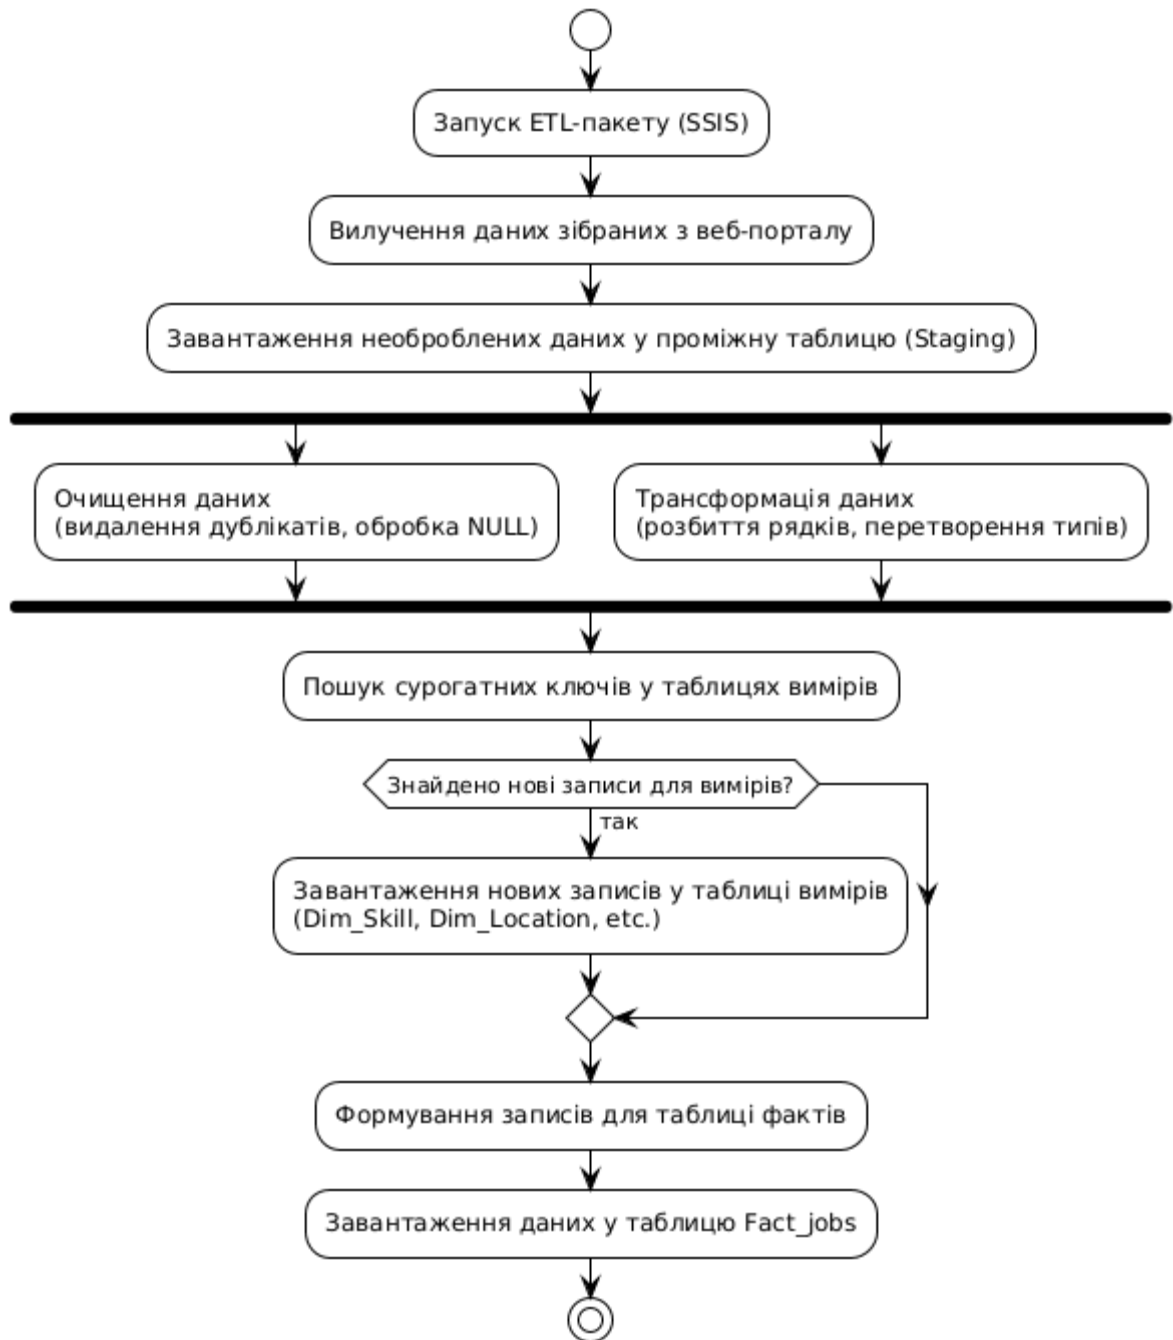 Запуск ETL-пакету (SSIS)
Вилучення даних зібраних з веб-порталу
Завантаження необроблених даних у проміжну таблицю (Staging)
Очищення даних
(видалення дублікатів, обробка NULL)
Трансформація даних
(розбиття рядків, перетворення типів)
Пошук сурогатних ключів у таблицях вимірів
Знайдено нові записи для вимірів?
так
Завантаження нових записів у таблиці вимірів
(Dim_Skill, Dim_Location, etc.)
Формування записів для таблиці фактів
Завантаження даних у таблицю Fact_jobs